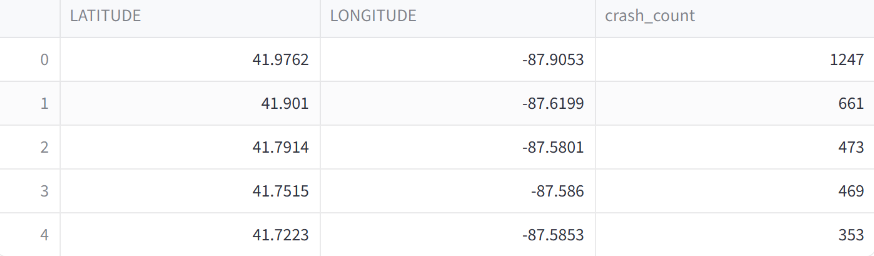 LATITUDE LONGITUDE crash_count
0 41.9762 -87.9053 1247
1 41.901 -87.6199 661
2 41.7914 -87.5801 473
3 41.7515 -87.586 469
4 41.7223 -87.5853 353